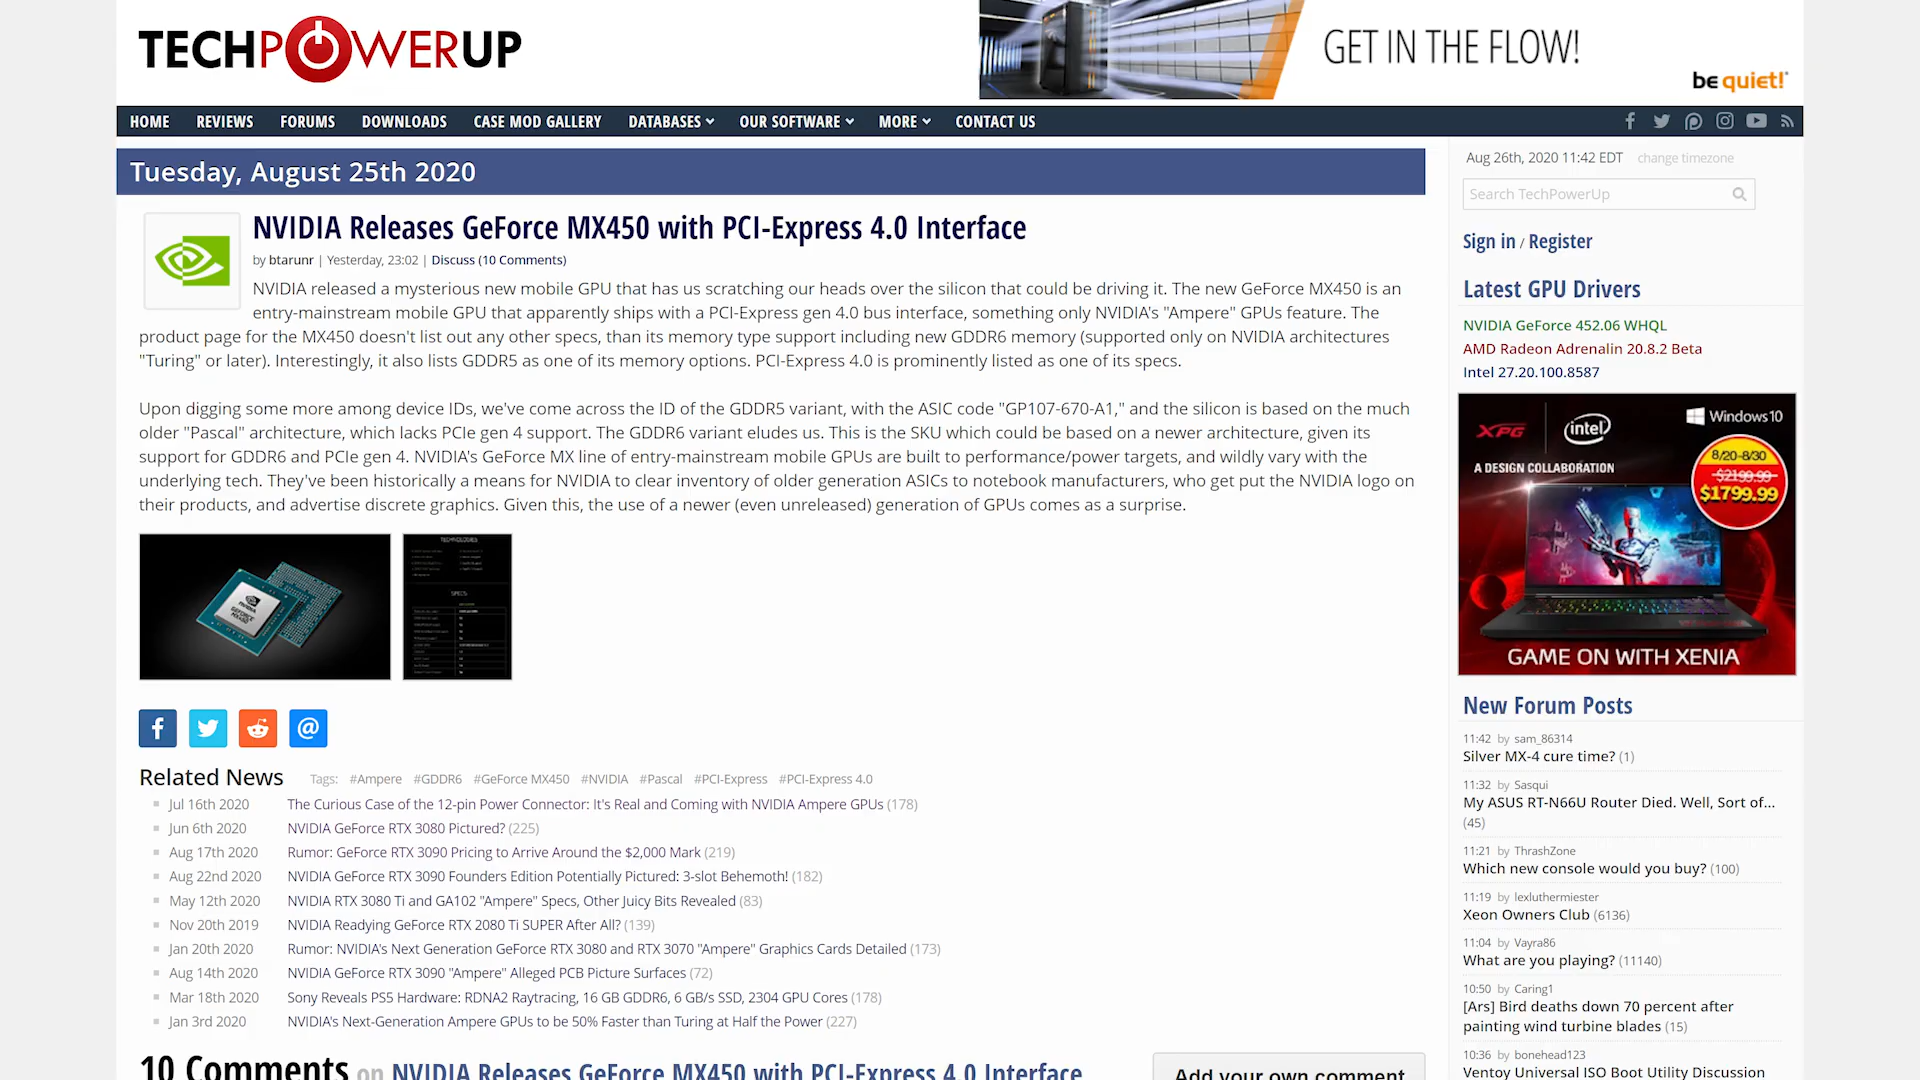 TECHPOWERUP
GET IN THE FLOW!
be quiet!
HOME REVIEWS FORUMS DOWNLOADS CASE MOD GALLERY DATABASES OUR SOFTWARE MORE CONTACT US
Tuesday, August 25th 2020
NVIDIA Releases GeForce MX450 with PCI-Express 4.0 Interface
by btarunr | Yesterday, 23:02 | Discuss (10 Comments)
NVIDIA released a mysterious new mobile GPU that has us scratching our heads over the silicon that could be driving it. The new GeForce MX450 is an
entry-mainstream mobile GPU that apparently ships with a PCI-Express gen 4.0 bus interface, something only NVIDIA's "Ampere" GPUs feature. The
product page for the MX450 doesn't list out any other specs, than its memory type support including new GDDR6 memory (supported only on NVIDIA architectures
"Turing" or later). Interestingly, it also lists GDDR5 as one of its memory options. PCI-Express 4.0 is prominently listed as one of its specs.
Upon digging some more among device IDs, we've come across the ID of the GDDR5 variant, with the ASIC code "GP107-670-A1," and the silicon is based on the much
older "Pascal" architecture, which lacks PCIe gen 4 support. The GDDR6 variant eludes us. This is the SKU which could be based on a newer architecture, given its
support for GDDR6 and PCIe gen 4. NVIDIA's GeForce MX line of entry-mainstream mobile GPUs are built to performance/power targets, and wildly vary with the
underlying tech. They've been historically a means for NVIDIA to clear inventory of older generation ASICs to notebook manufacturers, who get put the NVIDIA logo on
their products, and advertise discrete graphics. Given this, the use of a newer (even unreleased) generation of GPUs comes as a surprise.
NVIDIA
GEFORCE
MX450
TECHNOLOGIES
SPECS
Related News Tags: #Ampere #GDDR6 #GeForce MX450 #NVIDIA #Pascal #PCI-Express #PCI-Express 4.0
Jul 16th 2020 The Curious Case of the 12-pin Power Connector: It's Real and Coming with NVIDIA Ampere GPUs (178)
Jun 6th 2020 NVIDIA GeForce RTX 3080 Pictured? (225)
Aug 17th 2020 Rumor: GeForce RTX 3090 Pricing to Arrive Around the $2,000 Mark (219)
Aug 22nd 2020 NVIDIA GeForce RTX 3090 Founders Edition Potentially Pictured: 3-slot Behemoth! (182)
May 12th 2020 NVIDIA RTX 3080 Ti and GA102 "Ampere" Specs, Other Juicy Bits Revealed (83)
Nov 20th 2019 NVIDIA Readying GeForce RTX 2080 Ti SUPER After All? (139)
Jan 20th 2020 Rumor: NVIDIA's Next Generation GeForce RTX 3080 and RTX 3070 "Ampere" Graphics Cards Detailed (173)
Aug 14th 2020 NVIDIA GeForce RTX 3090 "Ampere" Alleged PCB Picture Surfaces (72)
Mar 18th 2020 Sony Reveals PS5 Hardware: RDNA2 Raytracing, 16 GB GDDR6, 6 GB/s SSD, 2304 GPU Cores (178)
Jan 3rd 2020 NVIDIA's Next-Generation Ampere GPUs to be 50% Faster than Turing at Half the Power (227)
10 Comments on NVIDIA Releases GeForce MX450 with PCI-Express 4.0 Interface
Add your own comment
Aug 26th, 2020 11:42 EDT change timezone
Search TechPowerUp
Sign in / Register
Latest GPU Drivers
NVIDIA GeForce 452.06 WHQL
AMD Radeon Adrenalin 20.8.2 Beta
Intel 27.20.100.8587
XPG intel Windows 10
A DESIGN COLLABORATION
8/20-8/30
$2199.99
$1799.99
GAME ON WITH XENIA
New Forum Posts
11:42 by sam_86314
Silver MX-4 cure time? (1)
11:32 by Sasqui
My ASUS RT-N66U Router Died. Well, Sort of...
(45)
11:21 by ThrashZone
Which new console would you buy? (100)
11:19 by lexluthermiester
Xeon Owners Club (6136)
11:04 by Vayra86
What are you playing? (11140)
10:50 by Caring1
[Ars] Bird deaths down 70 percent after
painting wind turbine blades (15)
10:36 by bonehead123
Ventoy Universal ISO Boot Utility Discussion